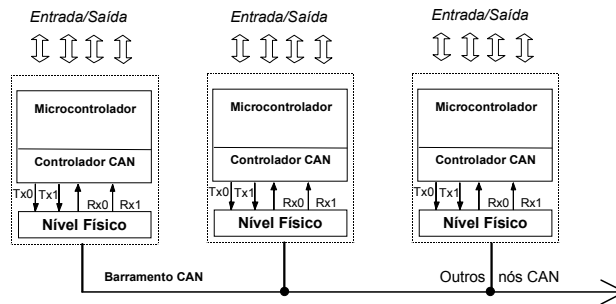 Entrada/Saída
Entrada/Saída
Entrada/Saída
Microcontrolador
Microcontrolador
Microcontrolador
Controlador CAN
Controlador CAN
Controlador CAN
Tx0 Tx1 Rx0 Rx1
Tx0 Tx1 Rx0 Rx1
Tx0 Tx1 Rx0 Rx1
Nível Físico
Nível Físico
Nível Físico
Barramento CAN
Outros nós CAN